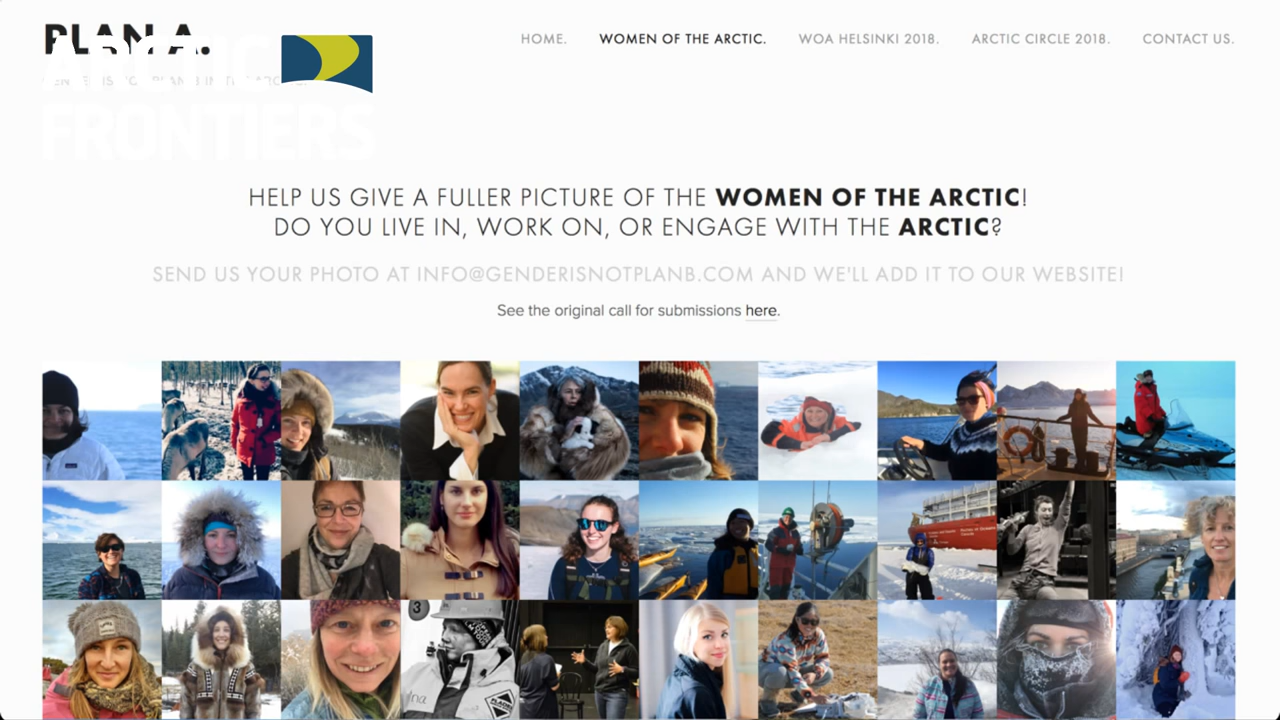 PLAN A.
ARCTIC
FRONTIERS
HOME.
WOMEN OF THE ARCTIC.
WOA HELSINKI 2018.
ARCTIC CIRCLE 2018.
CONTACT US.
HELP US GIVE A FULLER PICTURE OF THE WOMEN OF THE ARCTIC!
DO YOU LIVE IN, WORK ON, OR ENGAGE WITH THE ARCTIC?
SEND US YOUR PHOTO AT INFO@GENDERISNOTPLANB.COM AND WE'LL ADD IT TO OUR WEBSITE!
See the original call for submissions here.
3